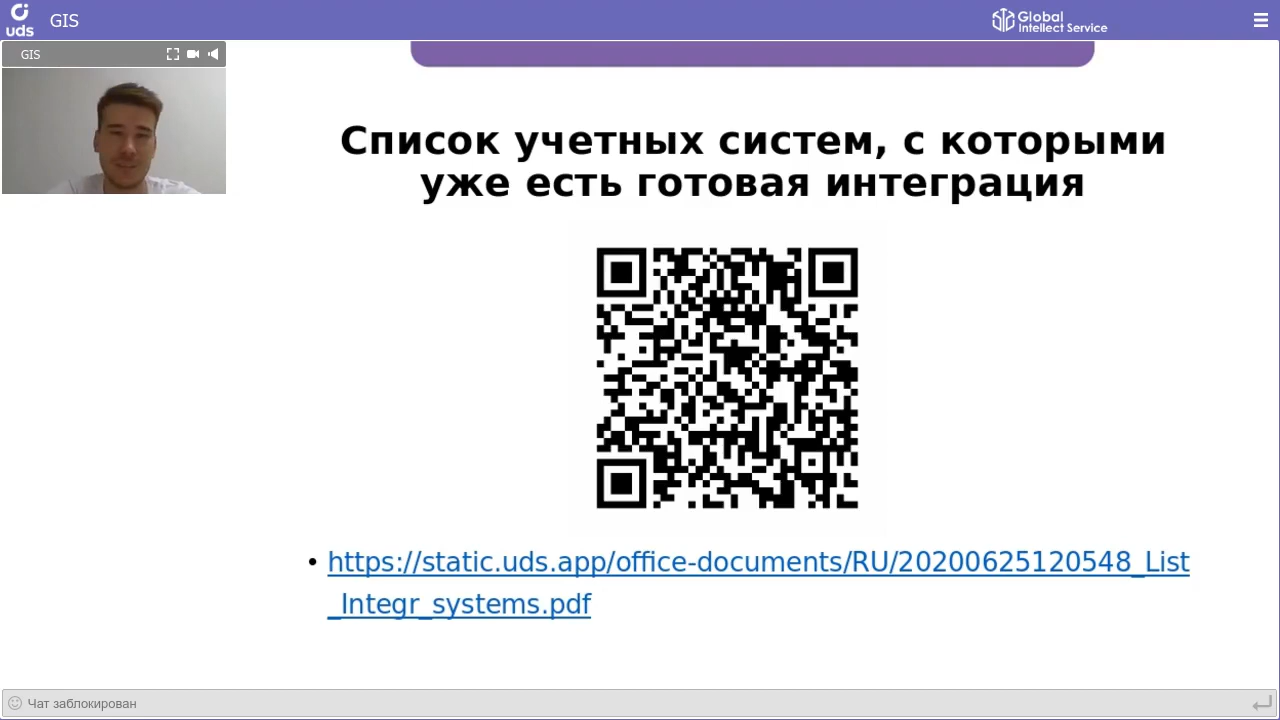 uds
GIS
Global
Intellect Service
GIS
Список учетных систем, с которыми
уже есть готовая интеграция
• https://static.uds.app/office-documents/RU/20200625120548_List
_Integr_systems.pdf
Чат заблокирован